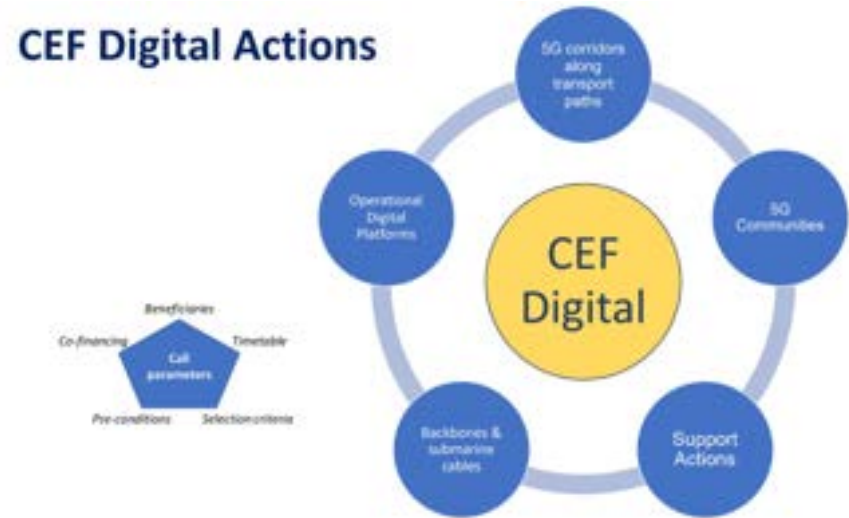 CEF Digital Actions
5G corridors
along
transport
paths
Operational
Digital
Platforms
5G
Communities
CEF
Digital
Beneficiaries
Co-financing
Timetable
Call
parameters
Pre-conditions
Selection criteria
Backbones &
submarine
cables
Support
Actions